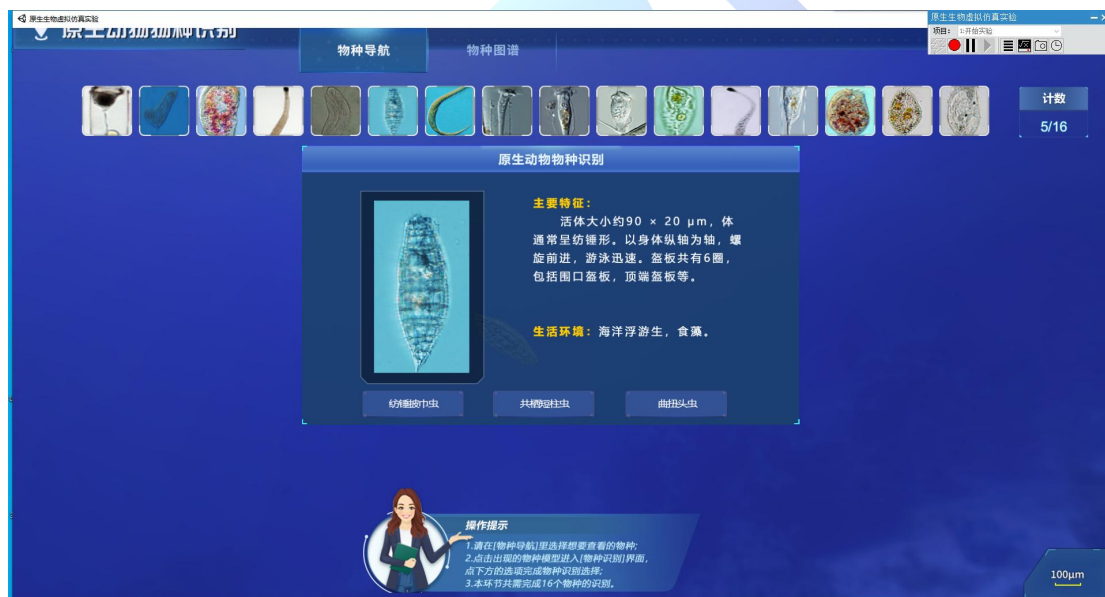 原生生物虚拟仿真实验
原生动物物种识别
物种导航
物种图谱
原生生物虚拟仿真实验
项目: 1:开始实验
计数
5/16
原生动物物种识别
主要特征：
活体大小约90 × 20 μm，体
通常呈纺锤形。以身体纵轴为轴，螺
旋前进，游泳迅速。盔板共有6圈，
包括围口盔板，顶端盔板等。
生活环境：海洋浮游生，食藻。
纺锤披巾虫
共栖短柱虫
曲扭头虫
操作提示
1.请在[物种导航]里选择想要查看的物种;
2.点击出现的物种模型进入[物种识别]界面，
点下方的选项完成物种识别选择;
3.本环节共需完成16个物种的识别。
100μm